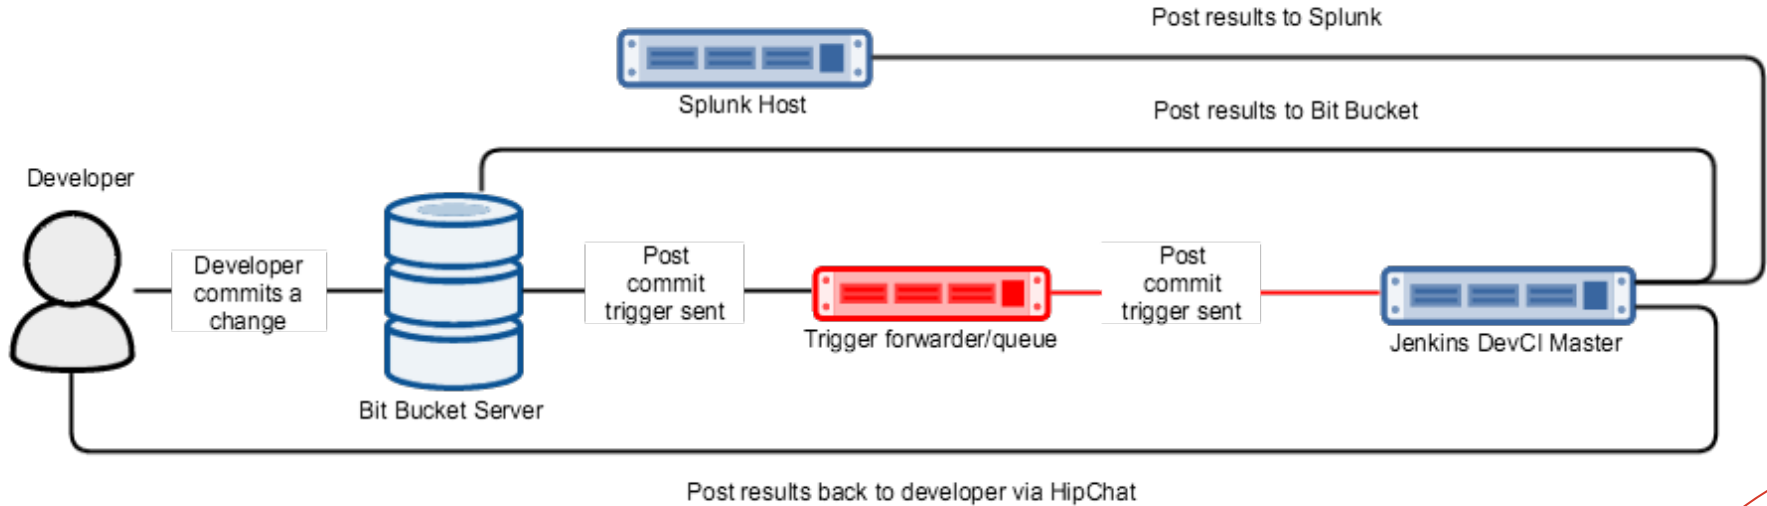 Post results to Splunk
Splunk Host
Post results to Bit Bucket
Developer
Developer
commits a
change
Post
commit
trigger sent
Post
commit
trigger sent
Trigger forwarder/queue
Jenkins DevCI Master
Bit Bucket Server
Post results back to developer via HipChat